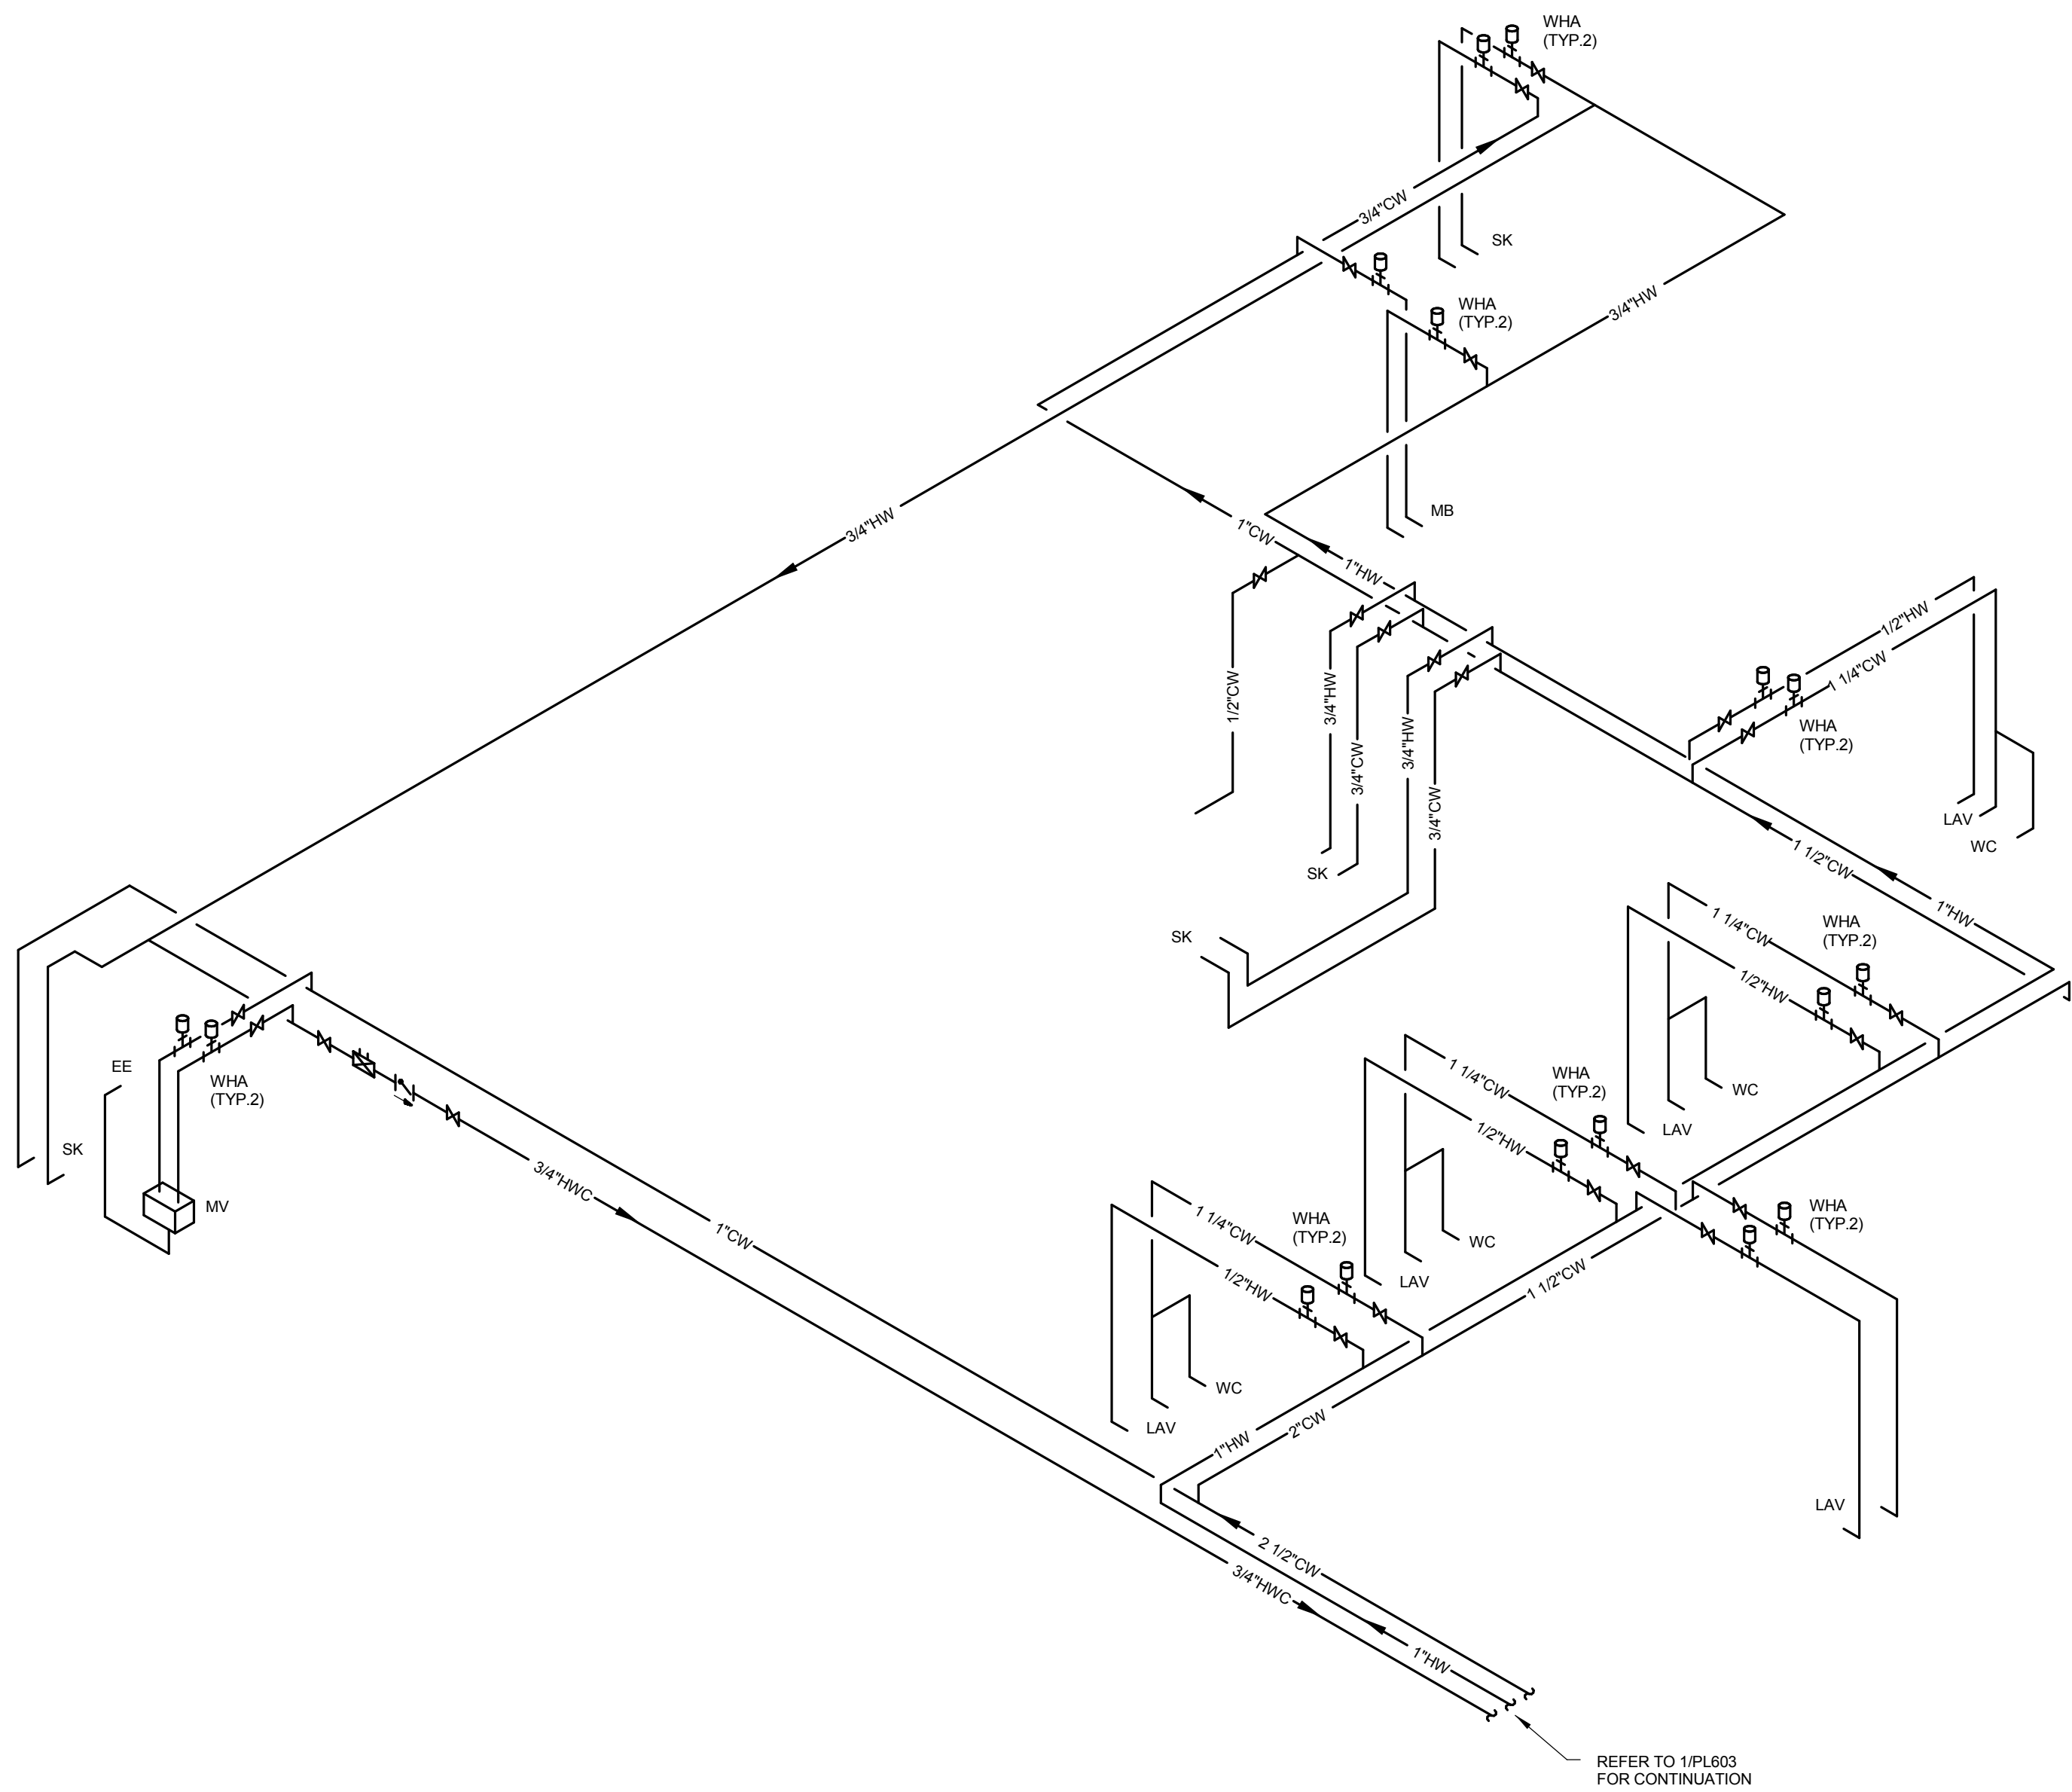 WHA
(TYP.2)
3/4"CW
SK
3/4"HW
WHA
(TYP.2)
MB
3/4"HW
1"CW
1"HW
1/2"HW
1 1/4"CW
WHA
(TYP.2)
1/2"CW
3/4"HW
3/4"CW
3/4"HW
3/4"CW
LAV
WC
1 1/2"CW
SK
1"HW
SK
1 1/4"CW
WHA
(TYP.2)
1/2"HW
WC
LAV
EE
WHA
(TYP.2)
SK
MV
1 1/4"CW
WHA
(TYP.2)
1/2"HW
WC
LAV
3/4"HWC
1"CW
1 1/4"CW
WHA
(TYP.2)
WHA
(TYP.2)
1/2"HW
1 1/2"CW
WC
LAV
1"HW
2"CW
LAV
2 1/2"CW
3/4"HWC
1"HW
REFER TO 1/PL603
FOR CONTINUATION